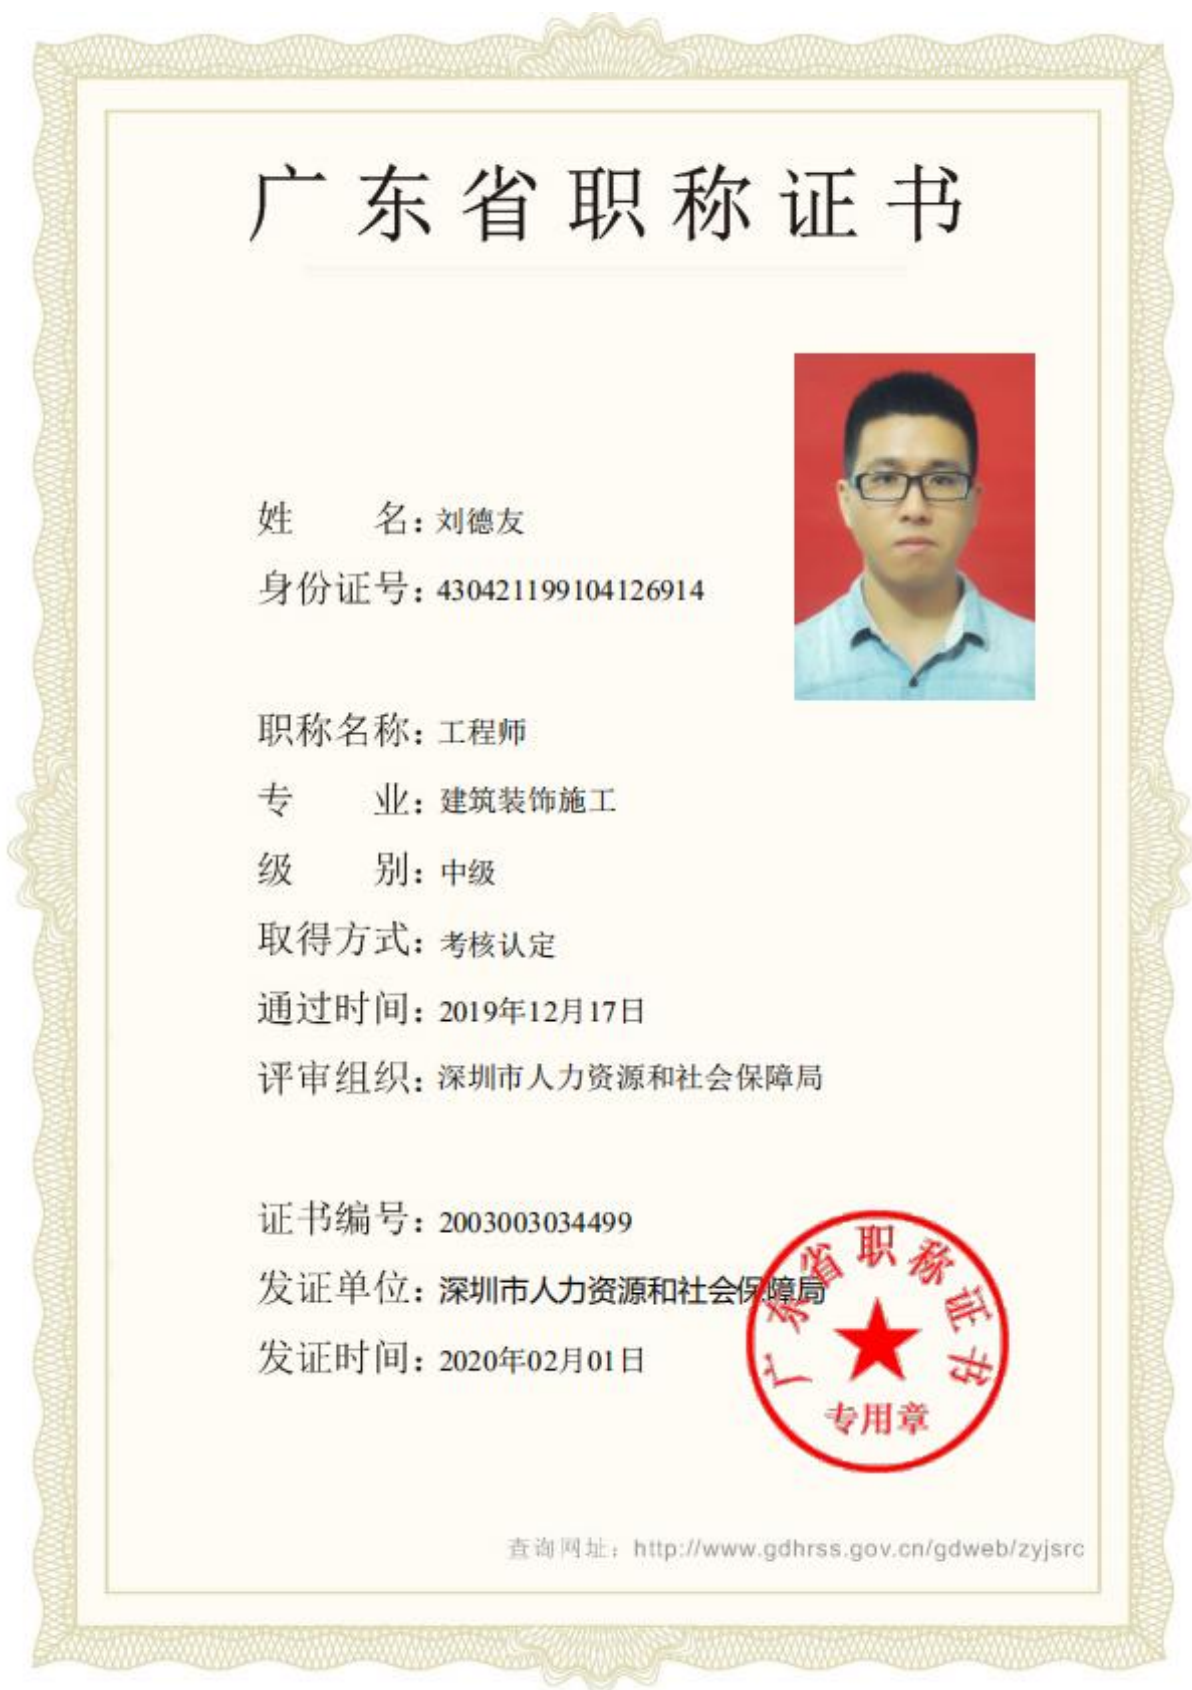 广东省职称证书
姓 名：刘德友
身份证号：430421199104126914
职称名称：工程师
专 业：建筑装饰施工
级 别：中级
取得方式：考核认定
通过时间：2019年12月17日
评审组织：深圳市人力资源和社会保障局
证书编号：2003003034499
发证单位：深圳市人力资源和社会保障局
发证时间：2020年02月01日
广东省职称证书
专用章
查询网址：http://www.gdhrss.gov.cn/gdweb/zyjsrc